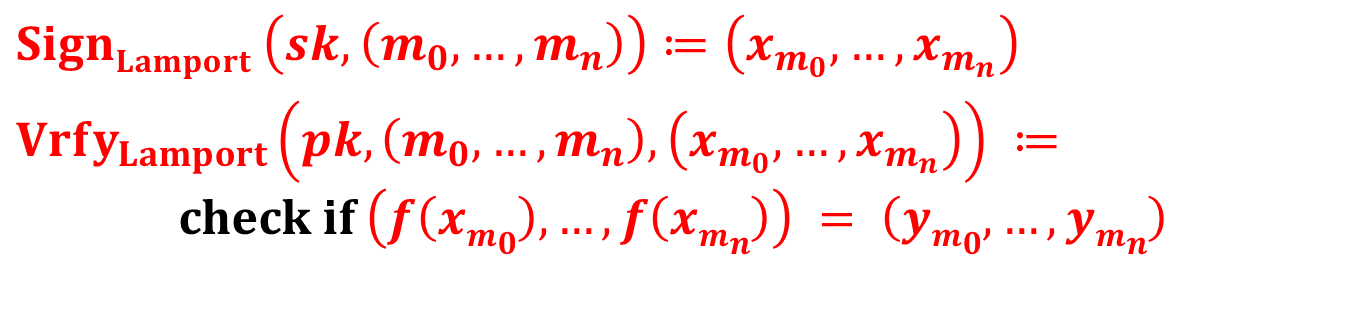 Sign_Lampport (sk, (m_0, … , m_n)) ≔ (x_{m_0}, … , x_{m_n})
Vrfy_Lamport (pk, (m_0, … , m_n), (x_{m_0}, … , x_{m_n})) ≔
check if (f(x_{m_0}), … , f(x_{m_n})) = (y_{m_0}, … , y_{m_n})